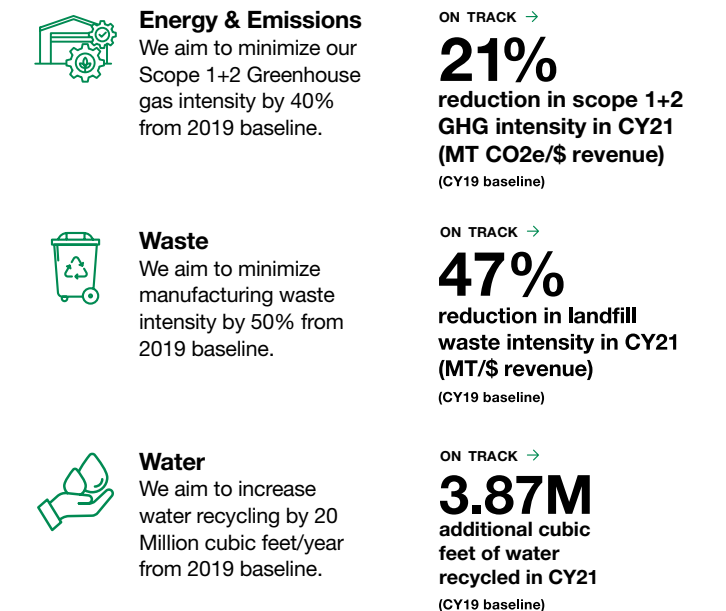 Energy & Emissions
We aim to minimize our
Scope 1+2 Greenhouse
gas intensity by 40%
from 2019 baseline.
ON TRACK →
21%
reduction in scope 1+2
GHG intensity in CY21
(MT CO2e/$ revenue)
(CY19 baseline)
Waste
We aim to minimize
manufacturing waste
intensity by 50% from
2019 baseline.
ON TRACK →
47%
reduction in landfill
waste intensity in CY21
(MT/$ revenue)
(CY19 baseline)
Water
We aim to increase
water recycling by 20
Million cubic feet/year
from 2019 baseline.
ON TRACK →
3.87M
additional cubic
feet of water
recycled in CY21
(CY19 baseline)